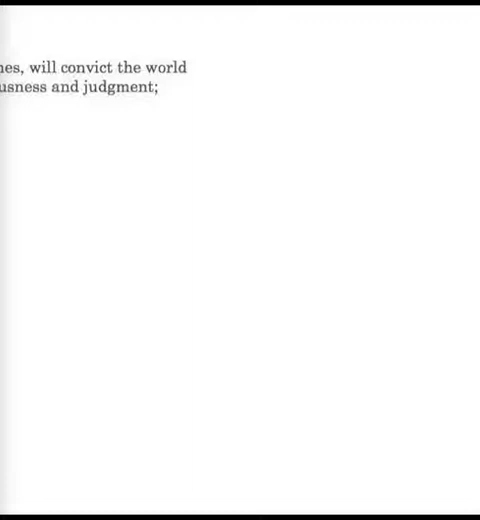 nes, will convict the world
usness and judgment;